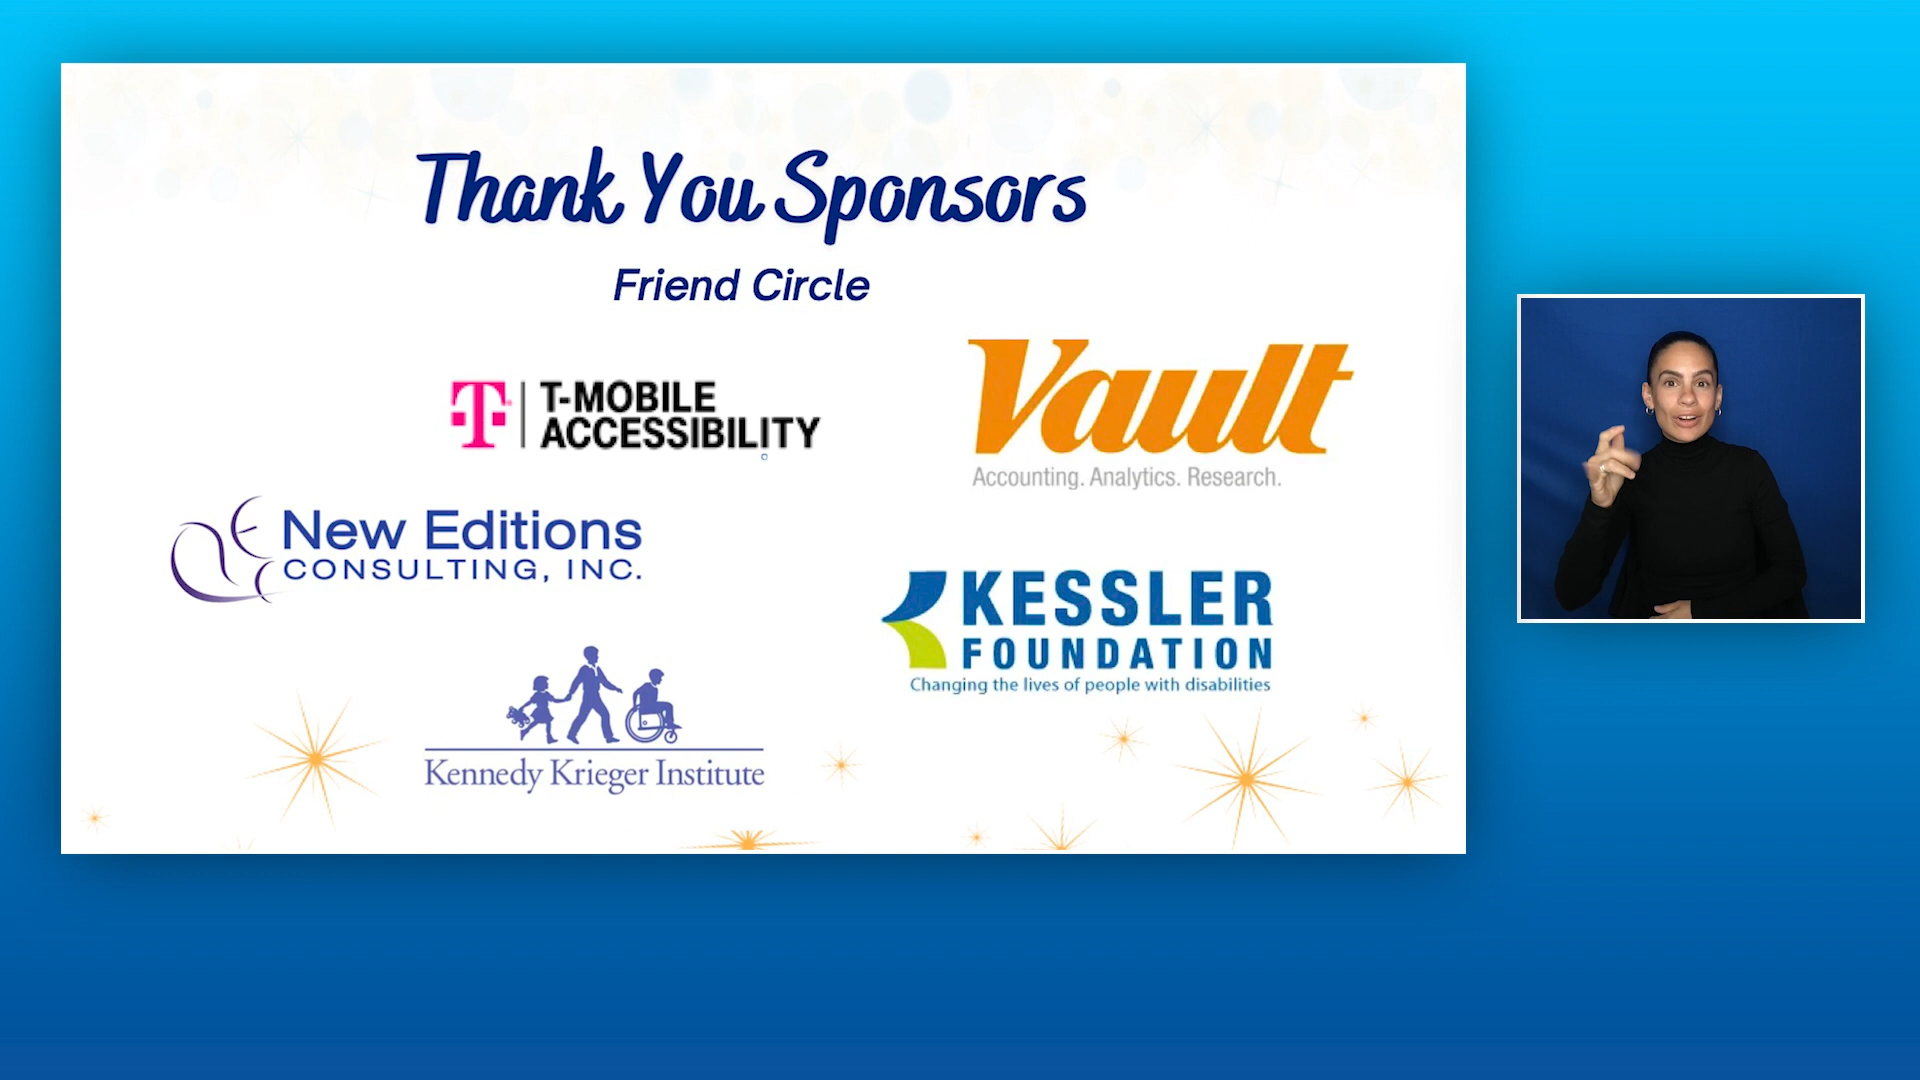 Thank You Sponsors
Friend Circle
T T-MOBILE
ACCESSIBILITY
Vault
Accounting. Analytics. Research.
New Editions
CONSULTING, INC.
KESSLER
FOUNDATION
Changing the lives of people with disabilities
Kennedy Krieger Institute